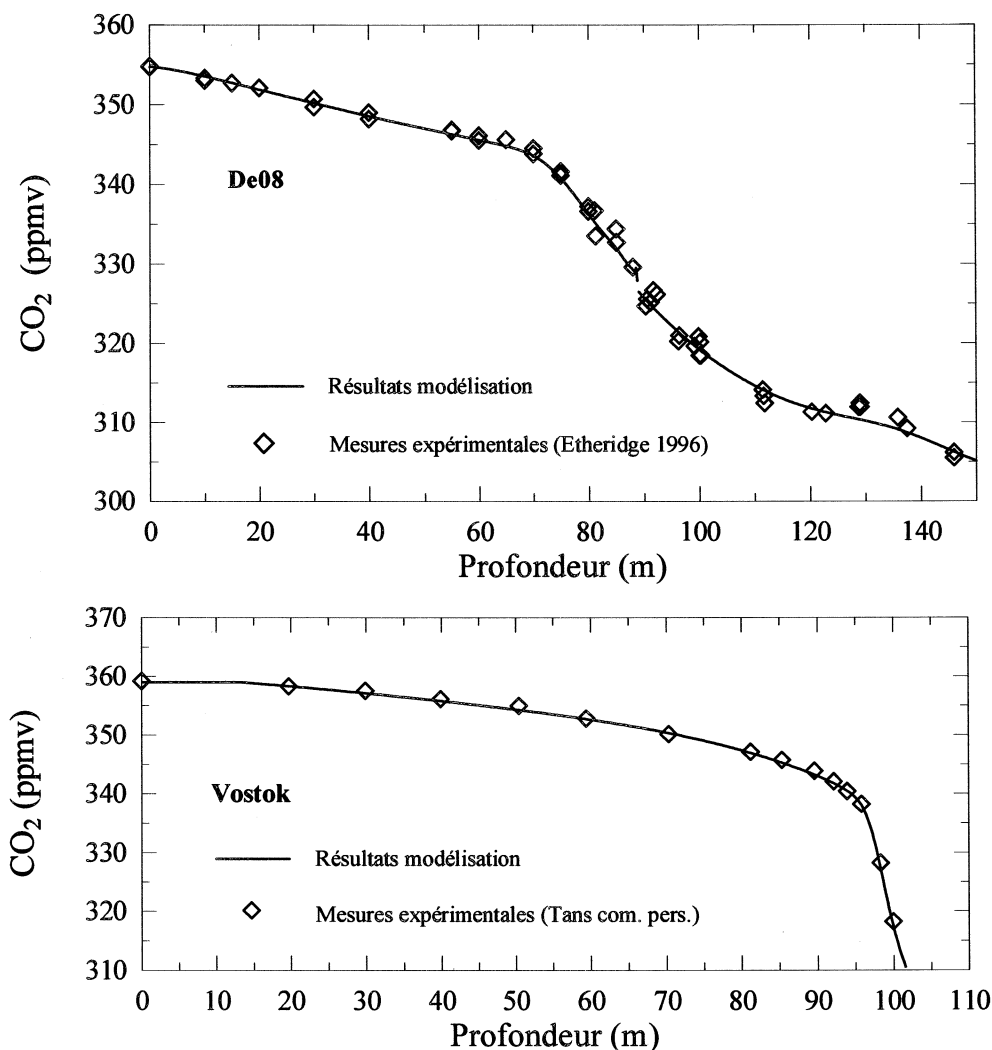 360
350
340
330
320
310
300
CO2 (ppmv)
De08
Résultats modélisation
Mesures expérimentales (Etheridge 1996)
0 20 40 60 80 100 120 140
Profondeur (m)
370
360
350
340
330
320
310
CO2 (ppmv)
Vostok
Résultats modélisation
Mesures expérimentales (Tans com. pers.)
0 10 20 30 40 50 60 70 80 90 100 110
Profondeur (m)